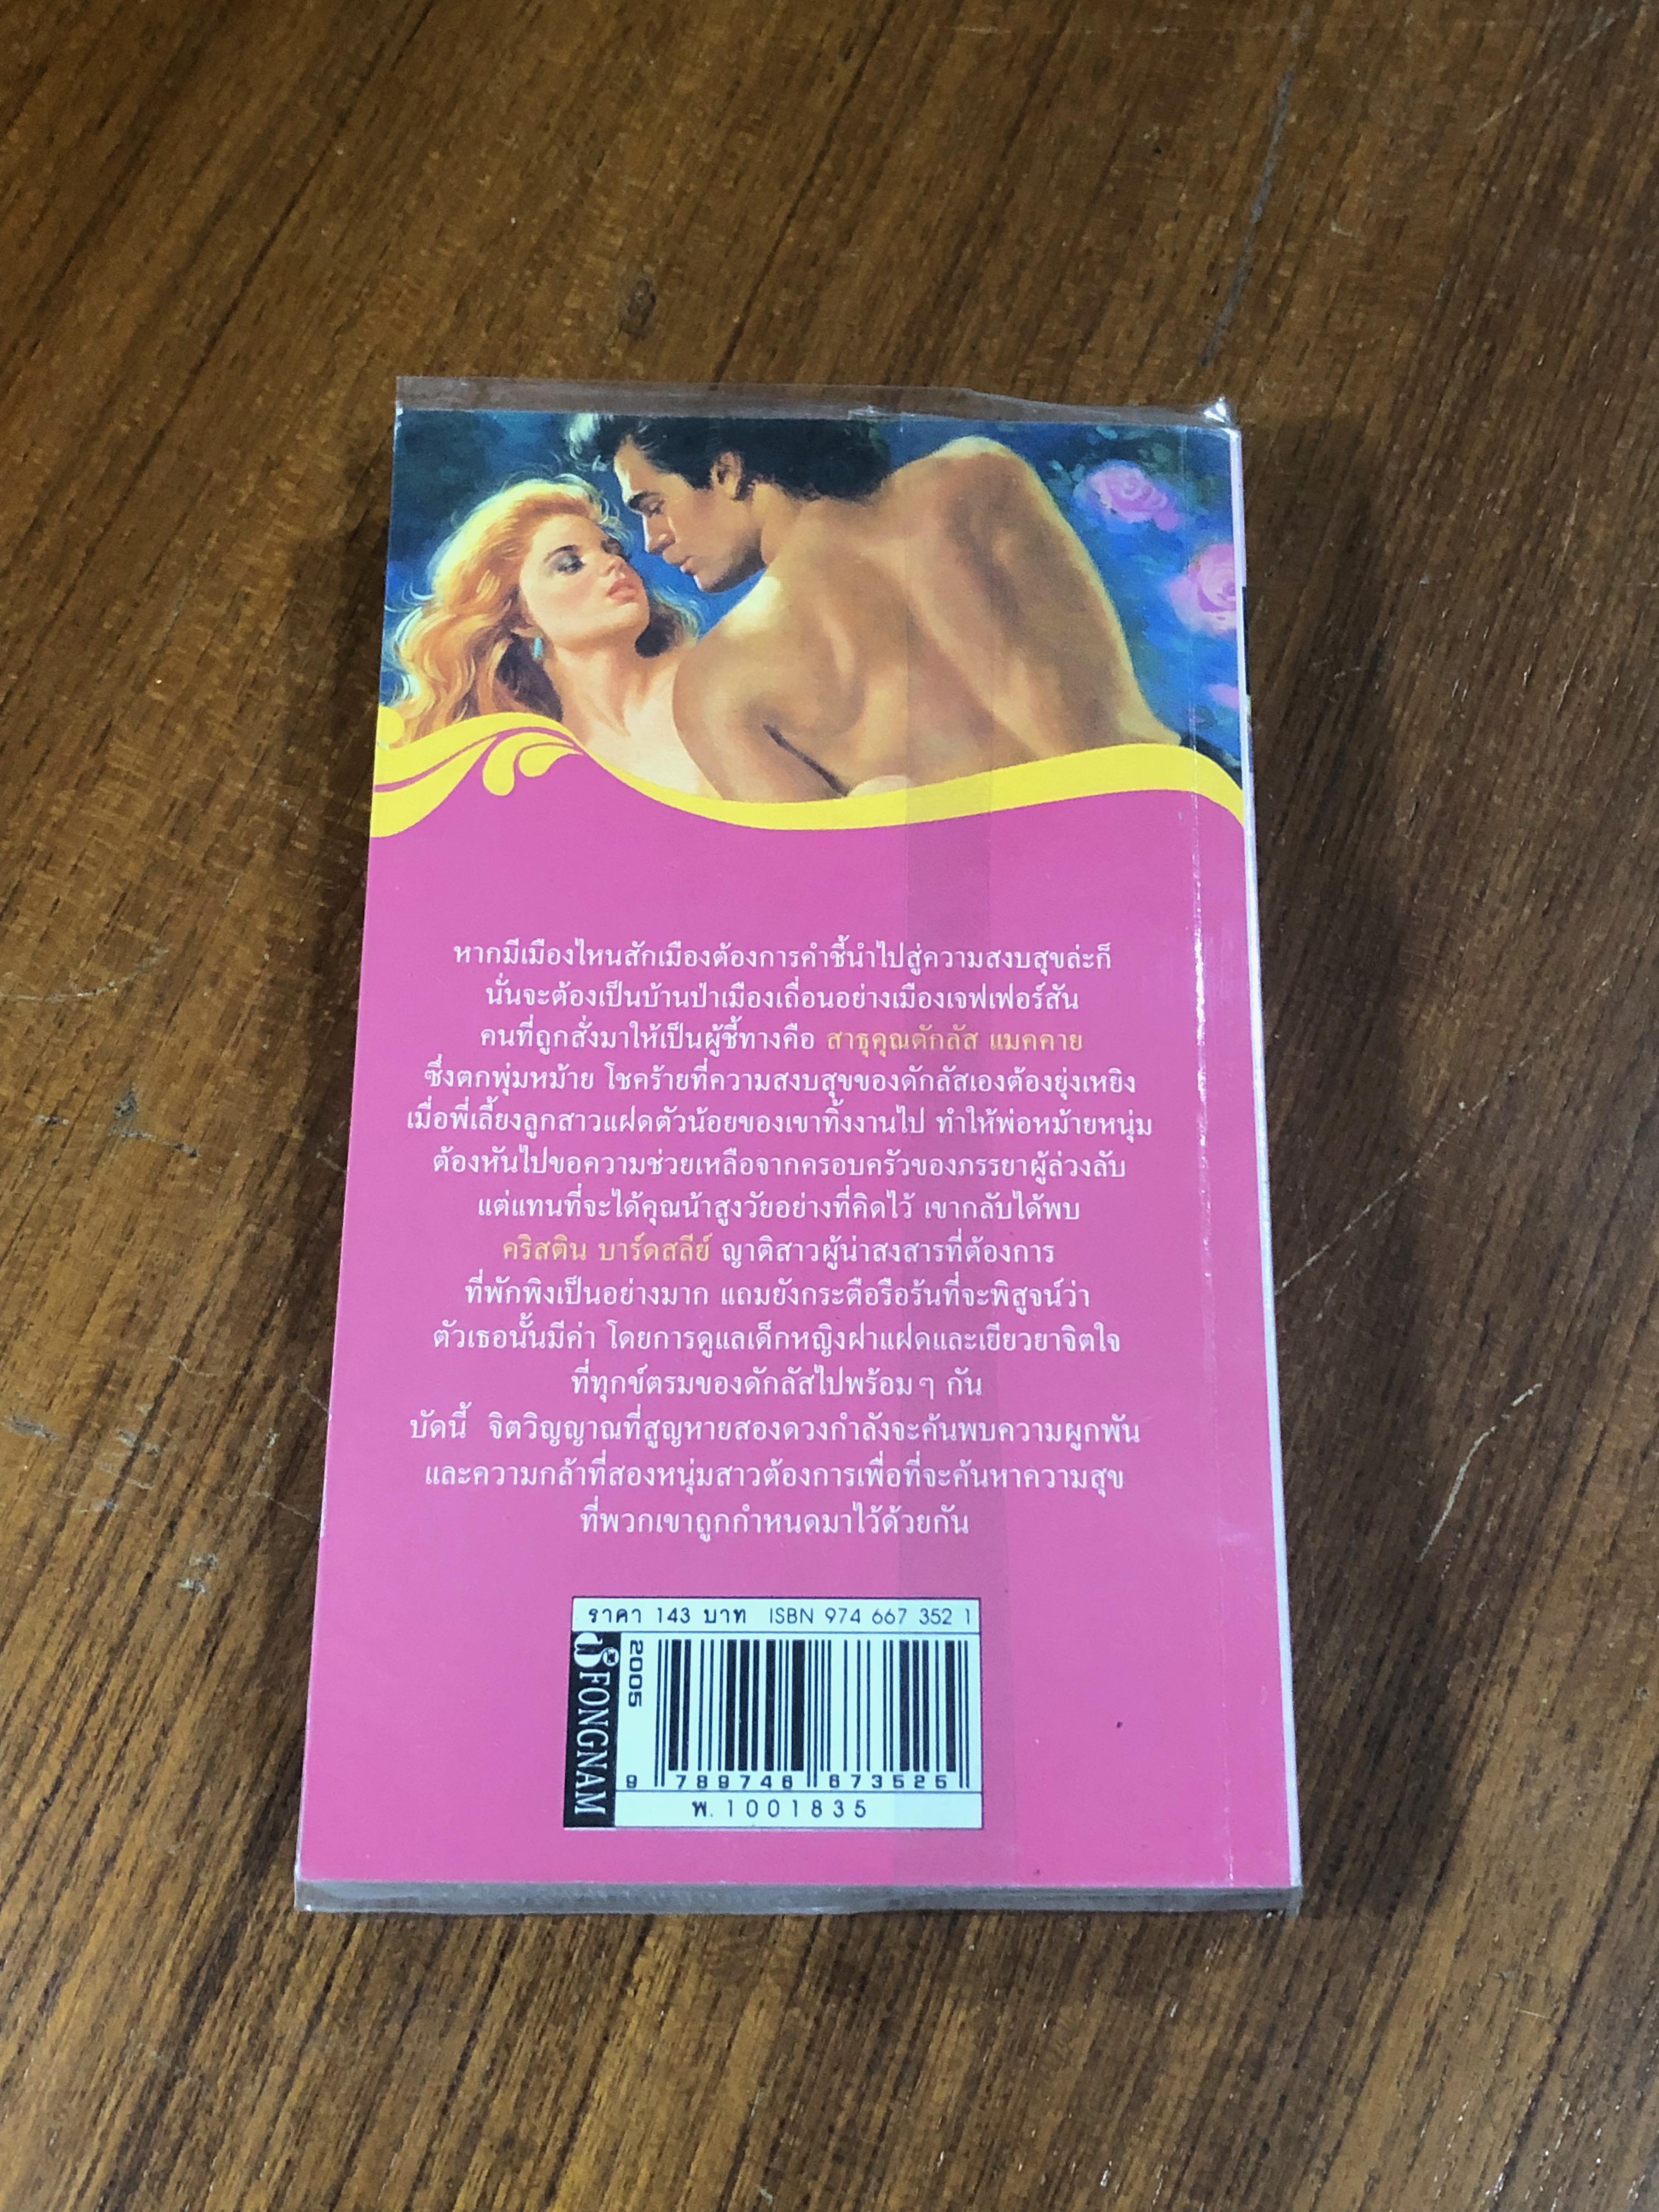 หากมีเมืองไหนสักเมืองต้องการคำชี้นำไปสู่ความสงบสุขล่ะก็
นั่นจะต้องเป็นบ้านป่าเมืองเถื่อนอย่างเมืองเจฟเฟอร์สัน
คนที่ถูกสั่งมาให้เป็นผู้ชี้ทางคือ สาธุคุณดักลัส แมคคาย
ซึ่งตกพุ่มหม้าย โชคร้ายที่ความสงบสุขของดักลัสเองต้องยุ่งเหยิง
เมื่อพี่เลี้ยงลูกสาวแฝดตัวน้อยของเขาทิ้งงานไป ทำให้พ่อหม้ายหนุ่ม
ต้องหันไปขอความช่วยเหลือจากครอบครัวของภรรยาผู้ล่วงลับ
แต่แทนที่จะได้คุณน้าสูงวัยอย่างที่คิดไว้ เขากลับได้พบ
คริสติน บาร์ดสลีย์ ญาติสาวผู้น่าสงสารที่ต้องการ
ที่พักพิงเป็นอย่างมาก แถมยังกระตือรือร้นที่จะพิสูจน์ว่า
ตัวเธอนั้นมีค่า โดยการดูแลเด็กหญิงฝาแฝดและเยียวยาจิตใจ
ที่ทุกข์ตรมของดักลัสไปพร้อม ๆ กัน
บัดนี้ จิตวิญญาณที่สูญหายสองดวงกำลังจะค้นพบความผูกพัน
และความกล้าที่สองหนุ่มสาวต้องการเพื่อที่จะค้นหาความสุข
ที่พวกเขาถูกกำหนดมาไว้ด้วยกัน
ราคา 143 บาท ISBN 974 667 352 1
FONGNAM
2005
9 789746 673525
พ. 1001835